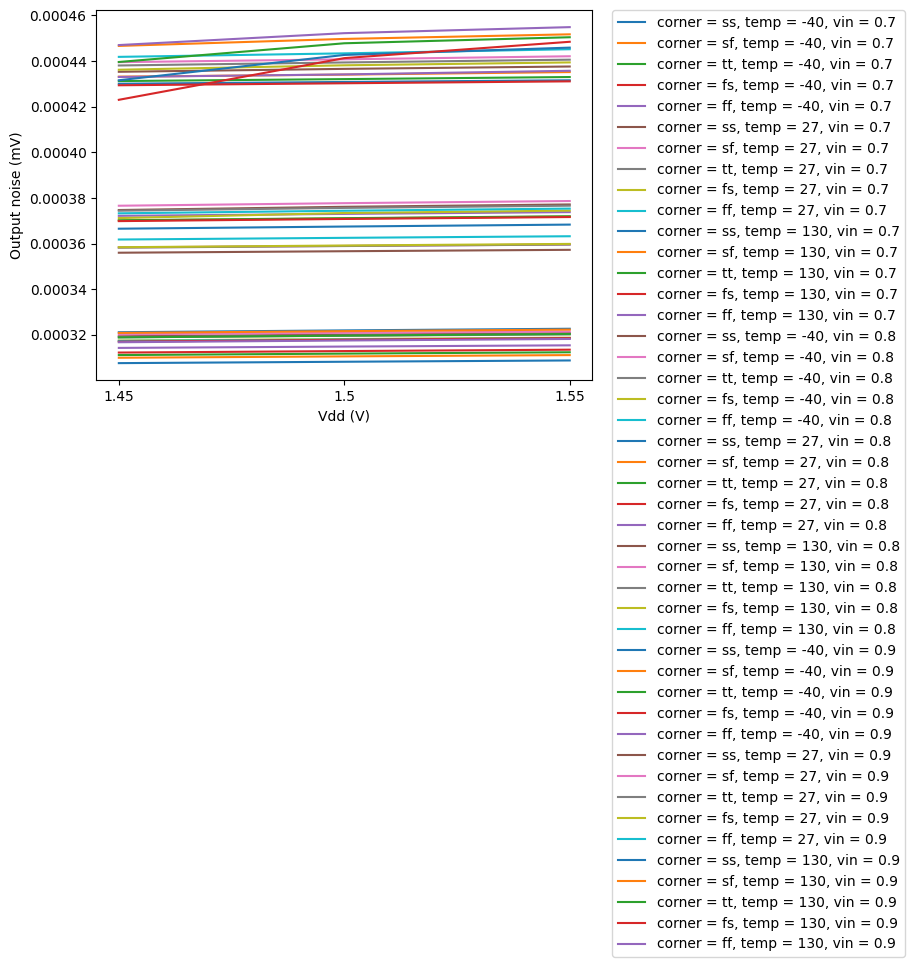 0.00046
0.00044
0.00042
0.00040
0.00038
0.00036
0.00034
0.00032
Output noise (mV)
1.45
1.5
1.55
Vdd (V)
corner = ss, temp = -40, vin = 0.7
corner = sf, temp = -40, vin = 0.7
corner = tt, temp = -40, vin = 0.7
corner = fs, temp = -40, vin = 0.7
corner = ff, temp = -40, vin = 0.7
corner = ss, temp = 27, vin = 0.7
corner = sf, temp = 27, vin = 0.7
corner = tt, temp = 27, vin = 0.7
corner = fs, temp = 27, vin = 0.7
corner = ff, temp = 27, vin = 0.7
corner = ss, temp = 130, vin = 0.7
corner = sf, temp = 130, vin = 0.7
corner = tt, temp = 130, vin = 0.7
corner = fs, temp = 130, vin = 0.7
corner = ff, temp = 130, vin = 0.7
corner = ss, temp = -40, vin = 0.8
corner = sf, temp = -40, vin = 0.8
corner = tt, temp = -40, vin = 0.8
corner = fs, temp = -40, vin = 0.8
corner = ff, temp = -40, vin = 0.8
corner = ss, temp = 27, vin = 0.8
corner = sf, temp = 27, vin = 0.8
corner = tt, temp = 27, vin = 0.8
corner = fs, temp = 27, vin = 0.8
corner = ff, temp = 27, vin = 0.8
corner = ss, temp = 130, vin = 0.8
corner = sf, temp = 130, vin = 0.8
corner = tt, temp = 130, vin = 0.8
corner = fs, temp = 130, vin = 0.8
corner = ff, temp = 130, vin = 0.8
corner = ss, temp = -40, vin = 0.9
corner = sf, temp = -40, vin = 0.9
corner = tt, temp = -40, vin = 0.9
corner = fs, temp = -40, vin = 0.9
corner = ff, temp = -40, vin = 0.9
corner = ss, temp = 27, vin = 0.9
corner = sf, temp = 27, vin = 0.9
corner = tt, temp = 27, vin = 0.9
corner = fs, temp = 27, vin = 0.9
corner = ff, temp = 27, vin = 0.9
corner = ss, temp = 130, vin = 0.9
corner = sf, temp = 130, vin = 0.9
corner = tt, temp = 130, vin = 0.9
corner = fs, temp = 130, vin = 0.9
corner = ff, temp = 130, vin = 0.9